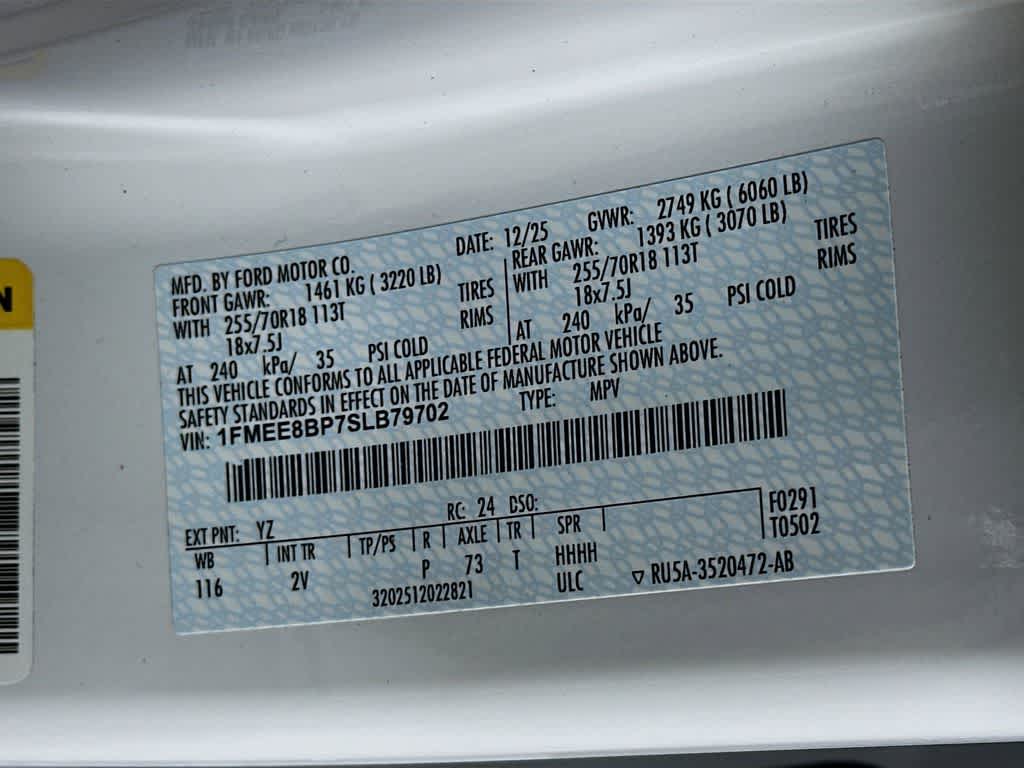 N
MFD. BY FORD MOTOR CO.
DATE: 12/25 GVWR: 2749 KG ( 6060 LB)
FRONT GAWR: 1461 KG ( 3220 LB)
WITH 255/70R18 113T TIRES
18x7.5J RIMS
AT 240 kPa/ 35 PSI COLD
REAR GAWR: 1393 KG ( 3070 LB)
WITH 255/70R18 113T TIRES
18x7.5J RIMS
AT 240 kPa/ 35 PSI COLD
THIS VEHICLE CONFORMS TO ALL APPLICABLE FEDERAL MOTOR VEHICLE
SAFETY STANDARDS IN EFFECT ON THE DATE OF MANUFACTURE SHOWN ABOVE.
VIN: 1FMEE8BP7SLB79702 TYPE: MPV
EXT PNT: YZ RC: 24 DSO: F0291
WB INT TR TP/PS R AXLE TR SPR T0502
116 2V P 73 T HHHH
3202512022821 ULC ▽ RU5A-3520472-AB